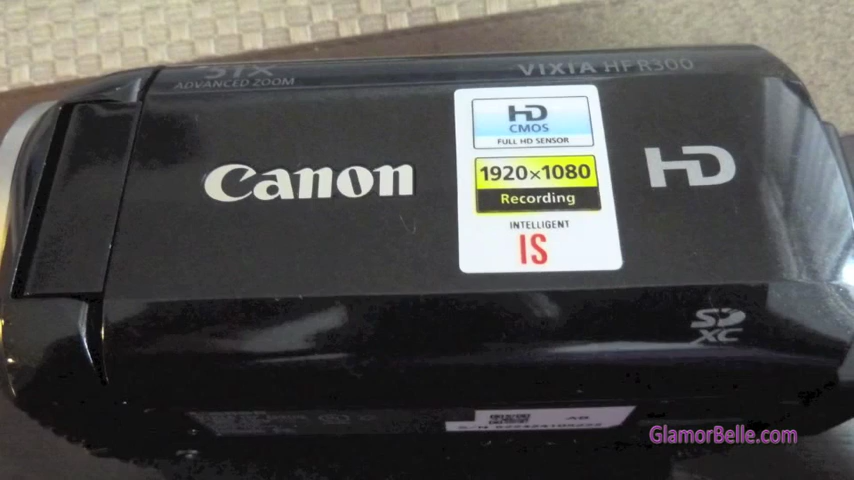 51X
ADVANCED ZOOM
VIXIA HF R300
Canon
HD
CMOS
FULL HD SENSOR
1920×1080
Recording
INTELLIGENT
IS
HD
SD
XC
GlamorBelle.com